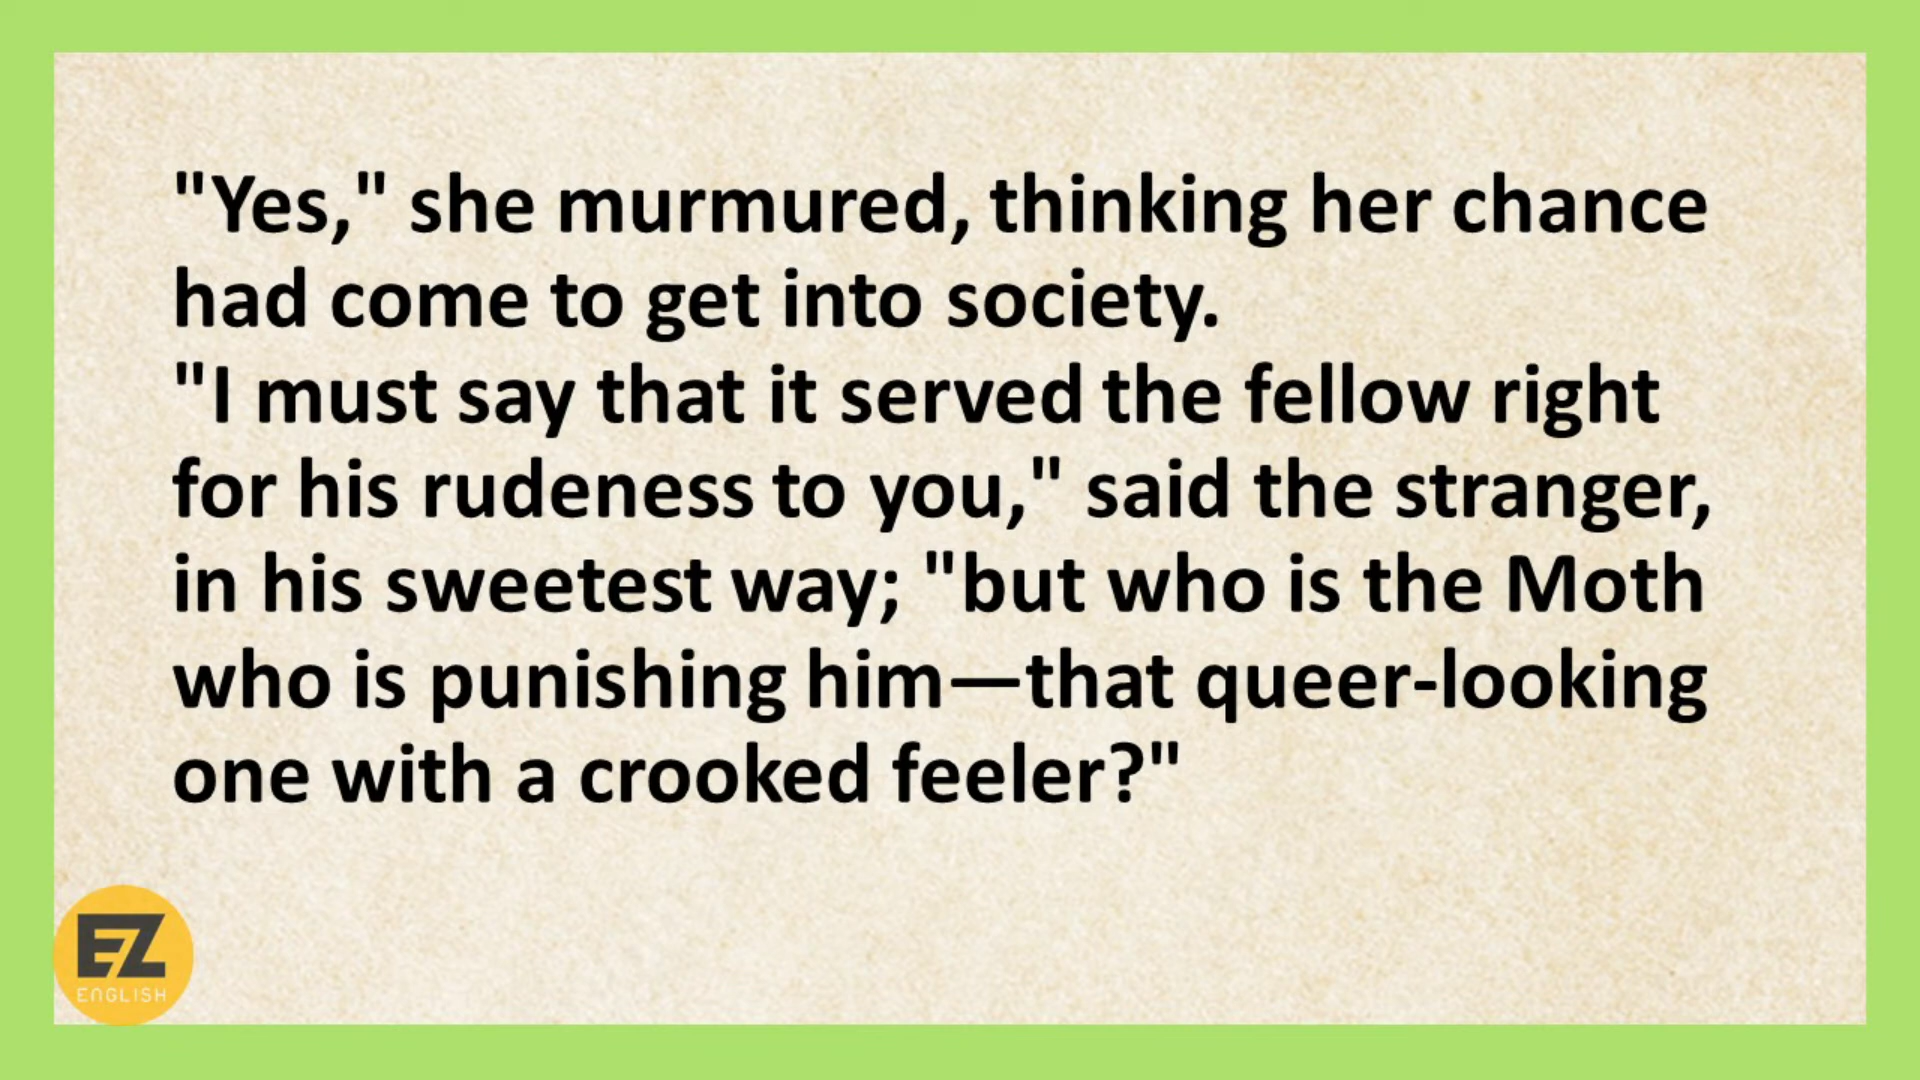 "Yes," she murmured, thinking her chance
had come to get into society.
"I must say that it served the fellow right
for his rudeness to you," said the stranger,
in his sweetest way; "but who is the Moth
who is punishing him—that queer-looking
one with a crooked feeler?"
EZ
ENGLISH